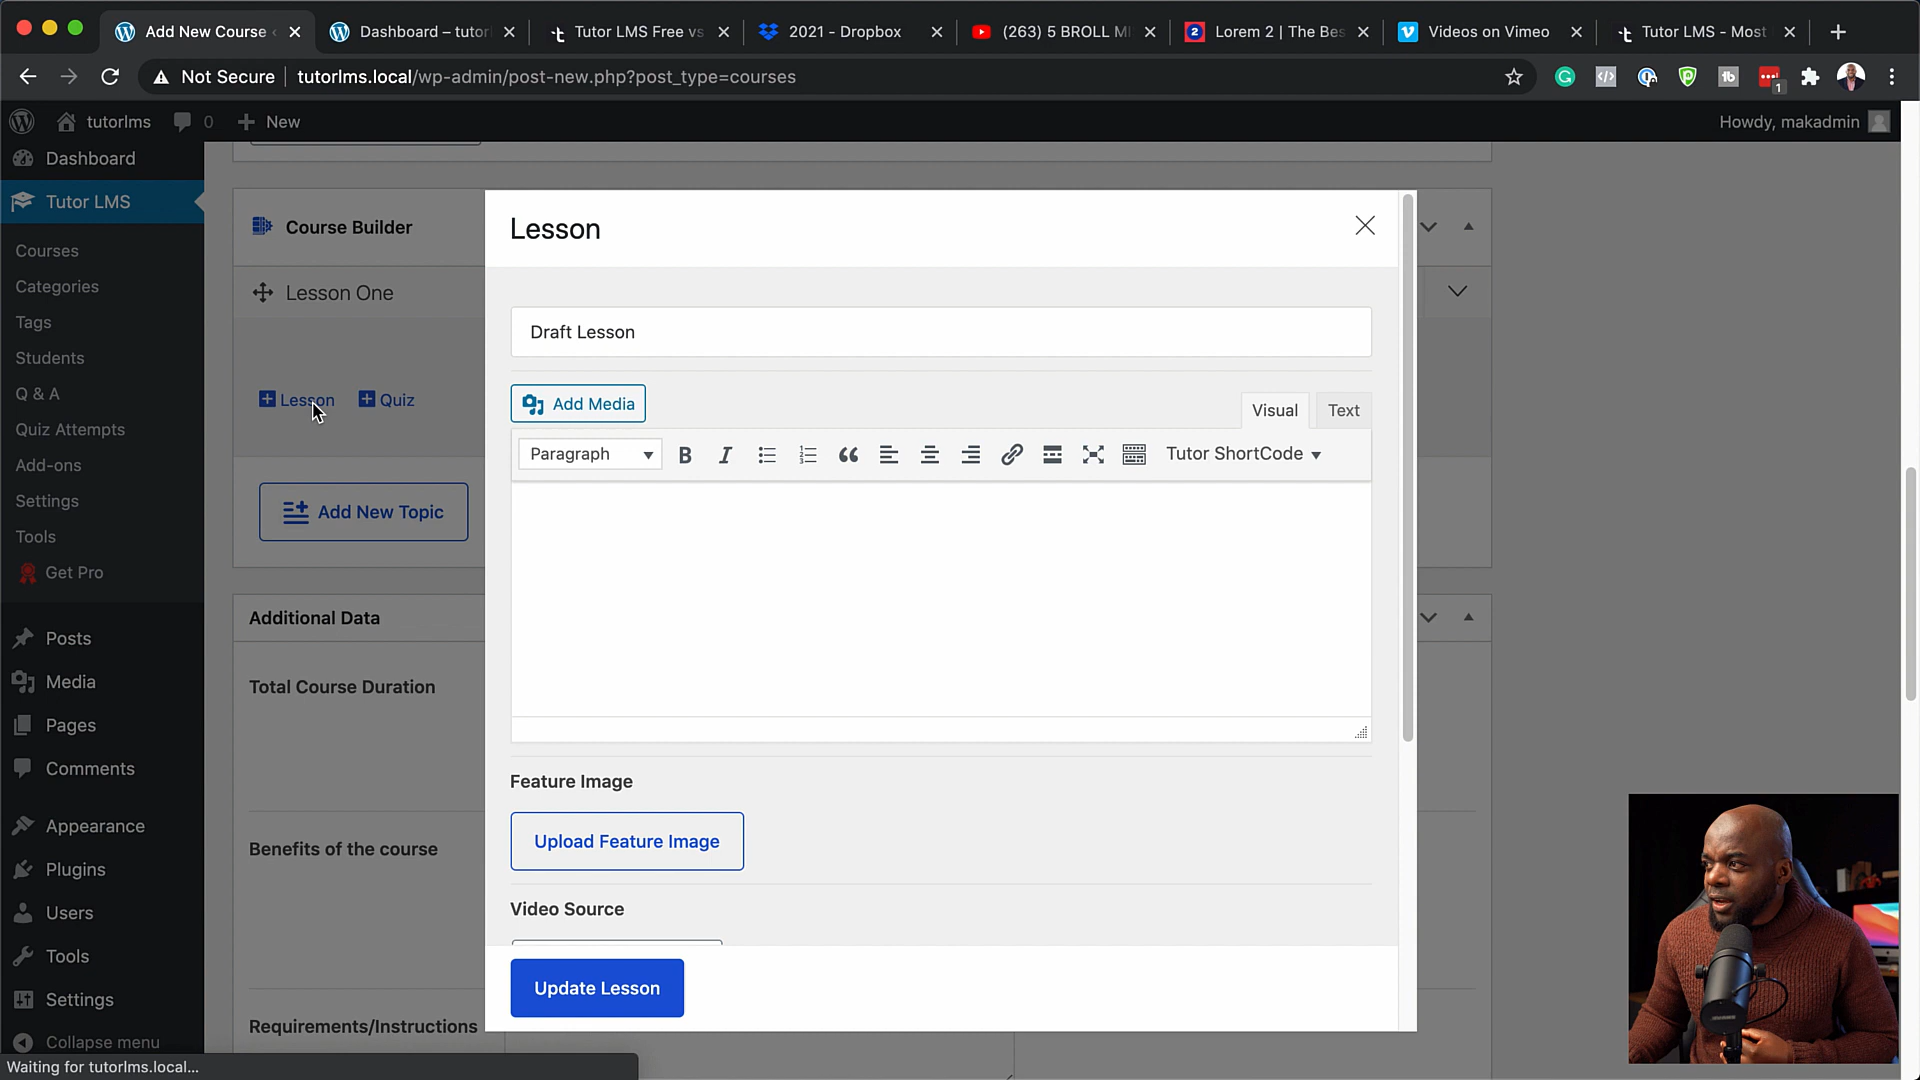 Add New Course
Dashboard – tutor
Tutor LMS Free vs
2021 - Dropbox
(263) 5 BROLL MI
2 Lorem 2 | The Bes
Videos on Vimeo
Tutor LMS - Most
Not Secure | tutorlms.local/wp-admin/post-new.php?post_type=courses
1
tutorlms 0 New
Howdy, makadmin
Dashboard
Tutor LMS
Courses
Categories
Tags
Students
Q & A
Quiz Attempts
Add-ons
Settings
Tools
Get Pro
Posts
Media
Pages
Comments
Appearance
Plugins
Users
Tools
Settings
Collapse menu
Waiting for tutorlms.local...
Course Builder
Lesson One
Lesson Quiz
Add New Topic
Additional Data
Total Course Duration
Benefits of the course
Requirements/Instructions
Lesson
Draft Lesson
Add Media
Visual Text
Paragraph B I Tutor ShortCode
Feature Image
Upload Feature Image
Video Source
Update Lesson